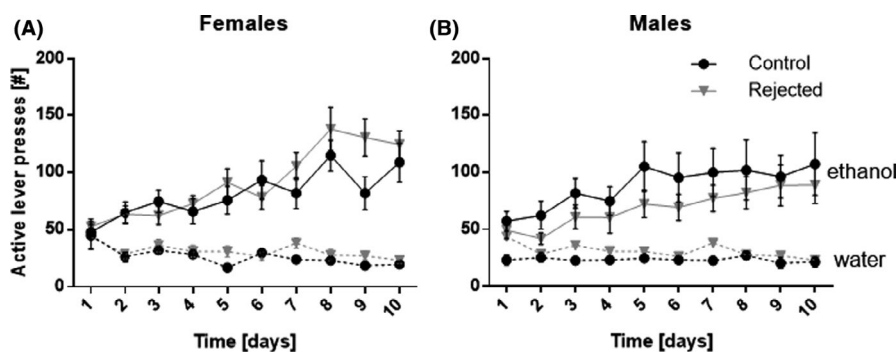 (A) Females
Active lever presses [#]
200
150
100
50
0
1 2 3 4 5 6 7 8 9 10
Time [days]
(B) Males
200
150
100
50
0
1 2 3 4 5 6 7 8 9 10
Time [days]
Control
Rejected
ethanol
water